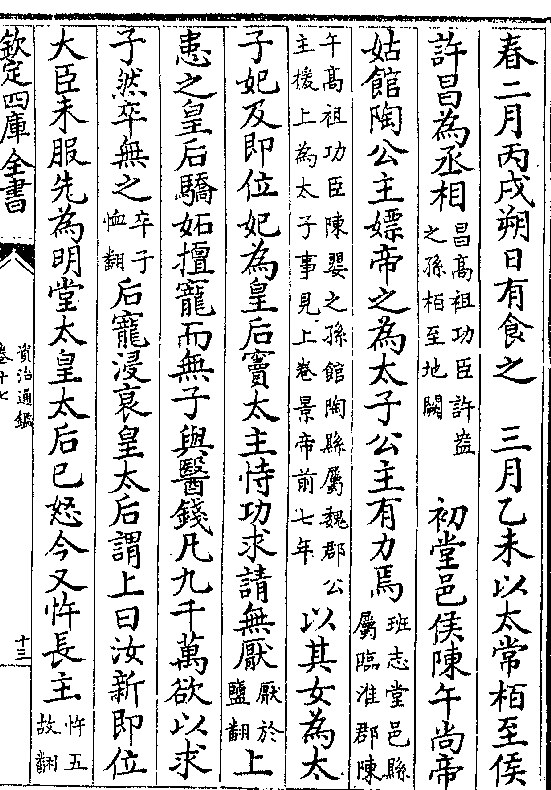 春二月丙戌朔日有食之　三月乙未以太常栢至侯
許昌為丞相昌髙祖功臣許盎之孫栢至地闕　初堂邑侯陳午尚帝
姑館陶公主嫖帝之為太子公主有力焉班志堂邑縣屬臨淮郡陳
午髙祖功臣陳嬰之孫館陶縣屬魏郡公主援上為太子事見上卷景帝前七年以其女為太
子妃及即位妃為皇后竇太主恃功求請無厭厭於鹽翻上
患之皇后驕妬擅寵而無子與醫錢凡九千萬欲以求
子然卒無之卒子恤翻后寵浸衰皇太后謂上曰汝新即位
大臣未服先為明堂太皇太后已怒今又忤長主忤五故翻
欽定四庫全書
資治通鑑
卷十七
十三